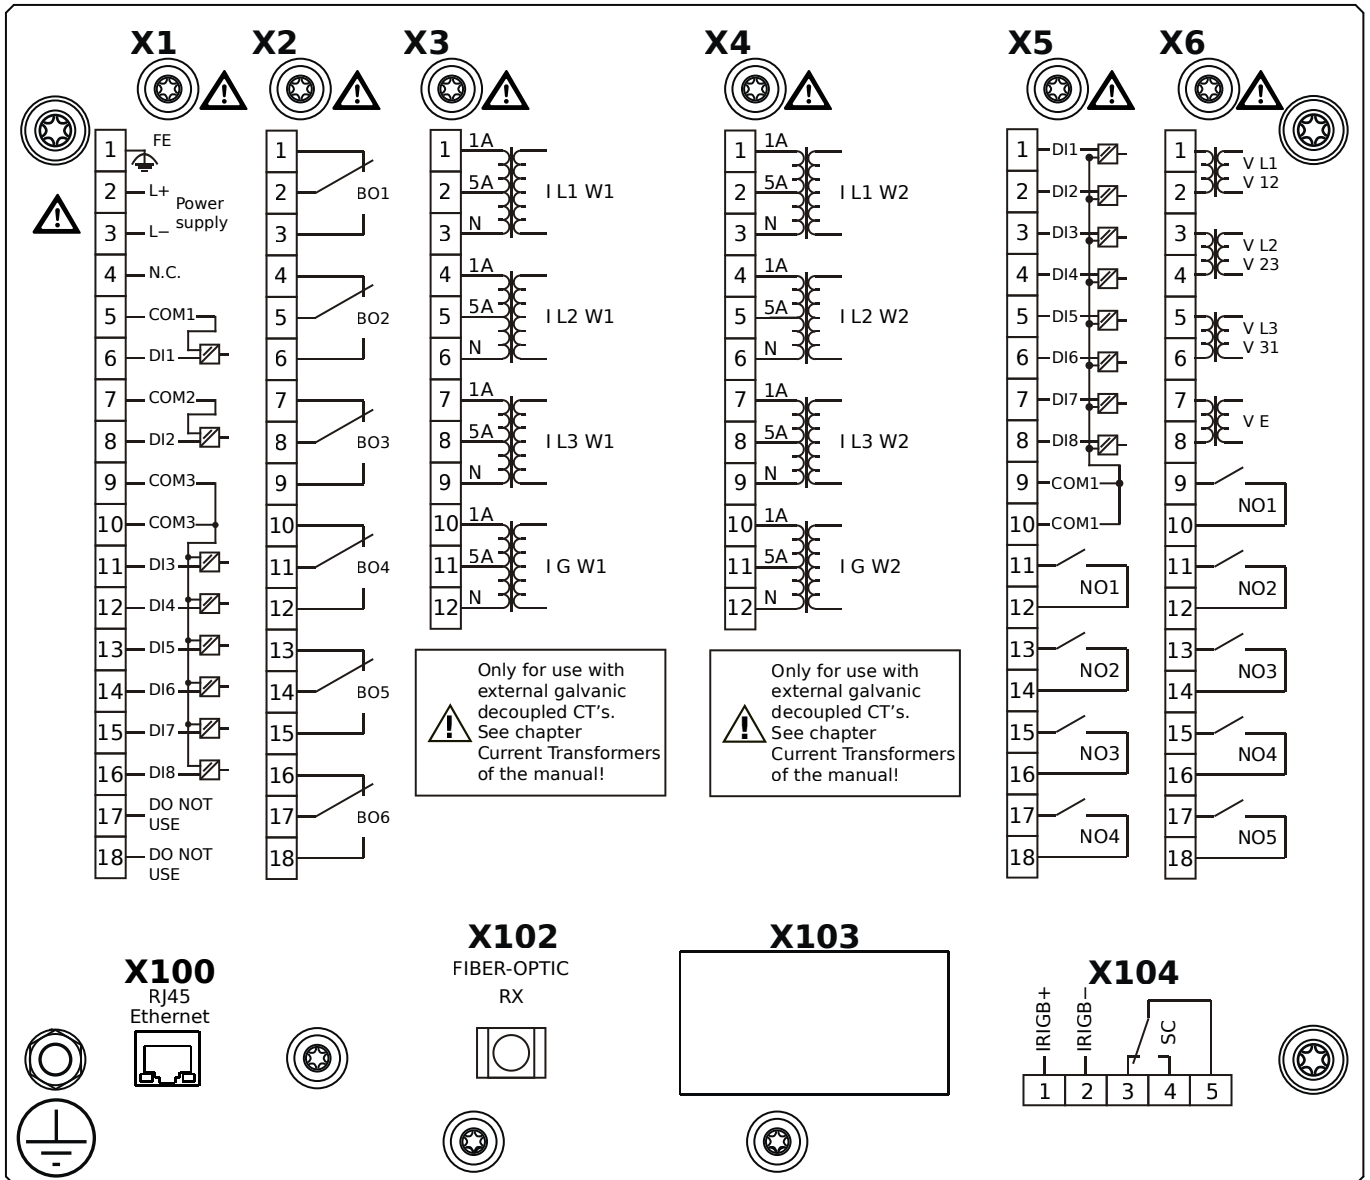 X1 X2 X3 X4 X5 X6
1 FE
2 L+ Power
3 L− supply
4 N.C.
5 COM1
6 DI1
7 COM2
8 DI2
9 COM3
10 COM3
11 DI3
12 DI4
13 DI5
14 DI6
15 DI7
16 DI8
17 DO NOT
USE
18 DO NOT
USE
1
2 BO1
3
4
5 BO2
6
7
8 BO3
9
10
11 BO4
12
13
14 BO5
15
16
17 BO6
18
1 1A
2 5A I L1 W1
3 N
4 1A
5 5A I L2 W1
6 N
7 1A
8 5A I L3 W1
9 N
10 1A
11 5A I G W1
12 N
Only for use with
external galvanic
decoupled CT's.
See chapter
Current Transformers
of the manual!
1 1A
2 5A I L1 W2
3 N
4 1A
5 5A I L2 W2
6 N
7 1A
8 5A I L3 W2
9 N
10 1A
11 5A I G W2
12 N
Only for use with
external galvanic
decoupled CT's.
See chapter
Current Transformers
of the manual!
1 DI1
2 DI2
3 DI3
4 DI4
5 DI5
6 DI6
7 DI7
8 DI8
9 COM1
10 COM1
11
NO1
12
13
NO2
14
15
NO3
16
17
NO4
18
1 V L1
2 V 12
3 V L2
4 V 23
5 V L3
6 V 31
7
V E
8
9
NO1
10
11
NO2
12
13
NO3
14
15
NO4
16
17
NO5
18
X100
RJ45
Ethernet
X102
FIBER-OPTIC
RX
X103
X104
IRIGB+
IRIGB−
SC
1 2 3 4 5